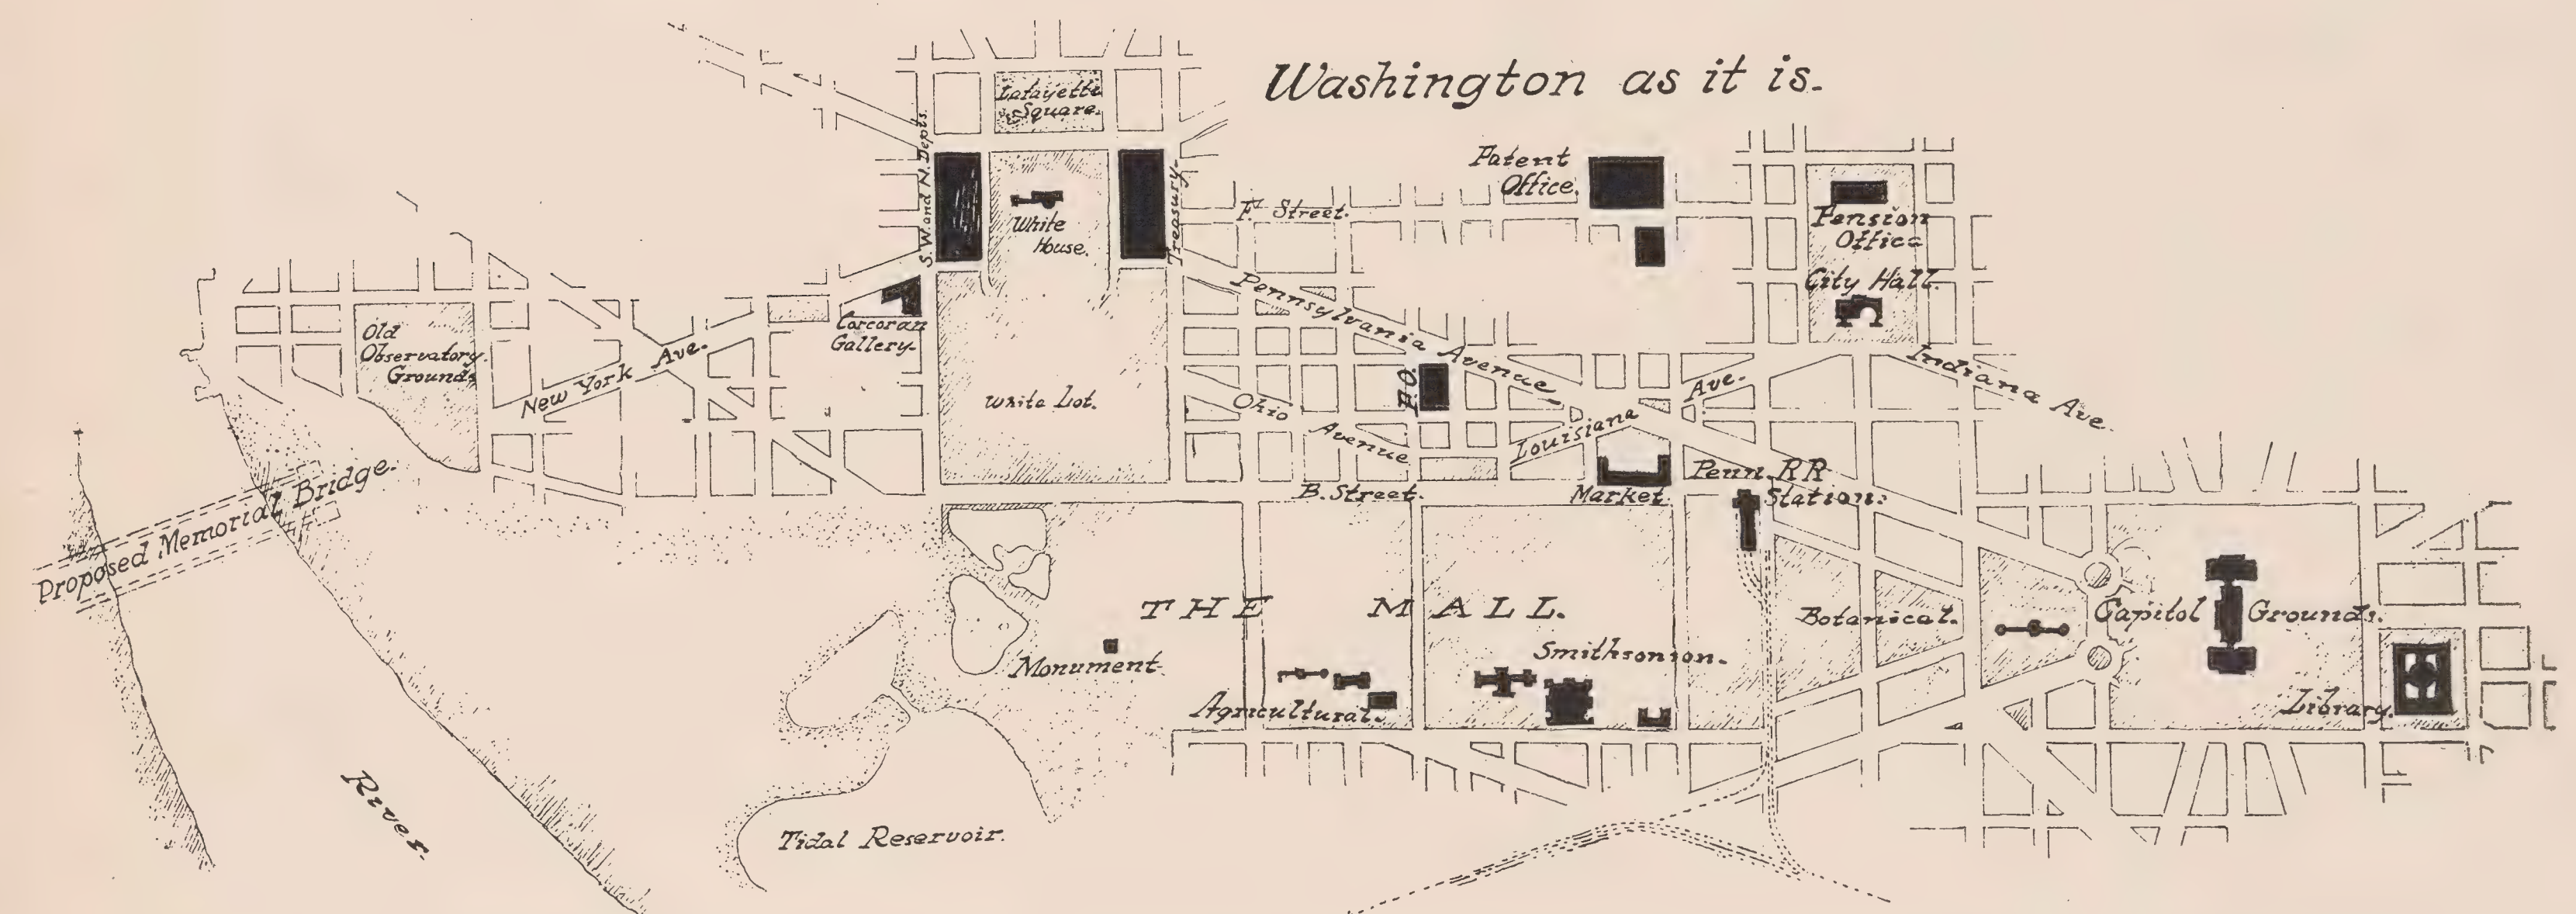 Washington as it is.
Lafayette
Square.
S. W. and N. Depts.
White
House.
Treasury.
Patent
Office.
F. Street.
Pension
Office
City Hall.
Old
Observatory
Grounds
New York Ave.
Corcoran
Gallery.
White Lot.
Pennsylvania Avenue
P.O.
Ohio Avenue
Louisiana Ave.
Indiana Ave.
Market
Penn. RR
Station.
B. Street.
Proposed Memorial Bridge.
THE MALL.
Monument.
Smithsonian.
Agricultural.
Botanical.
Capitol Grounds.
Library.
River.
Tidal Reservoir.